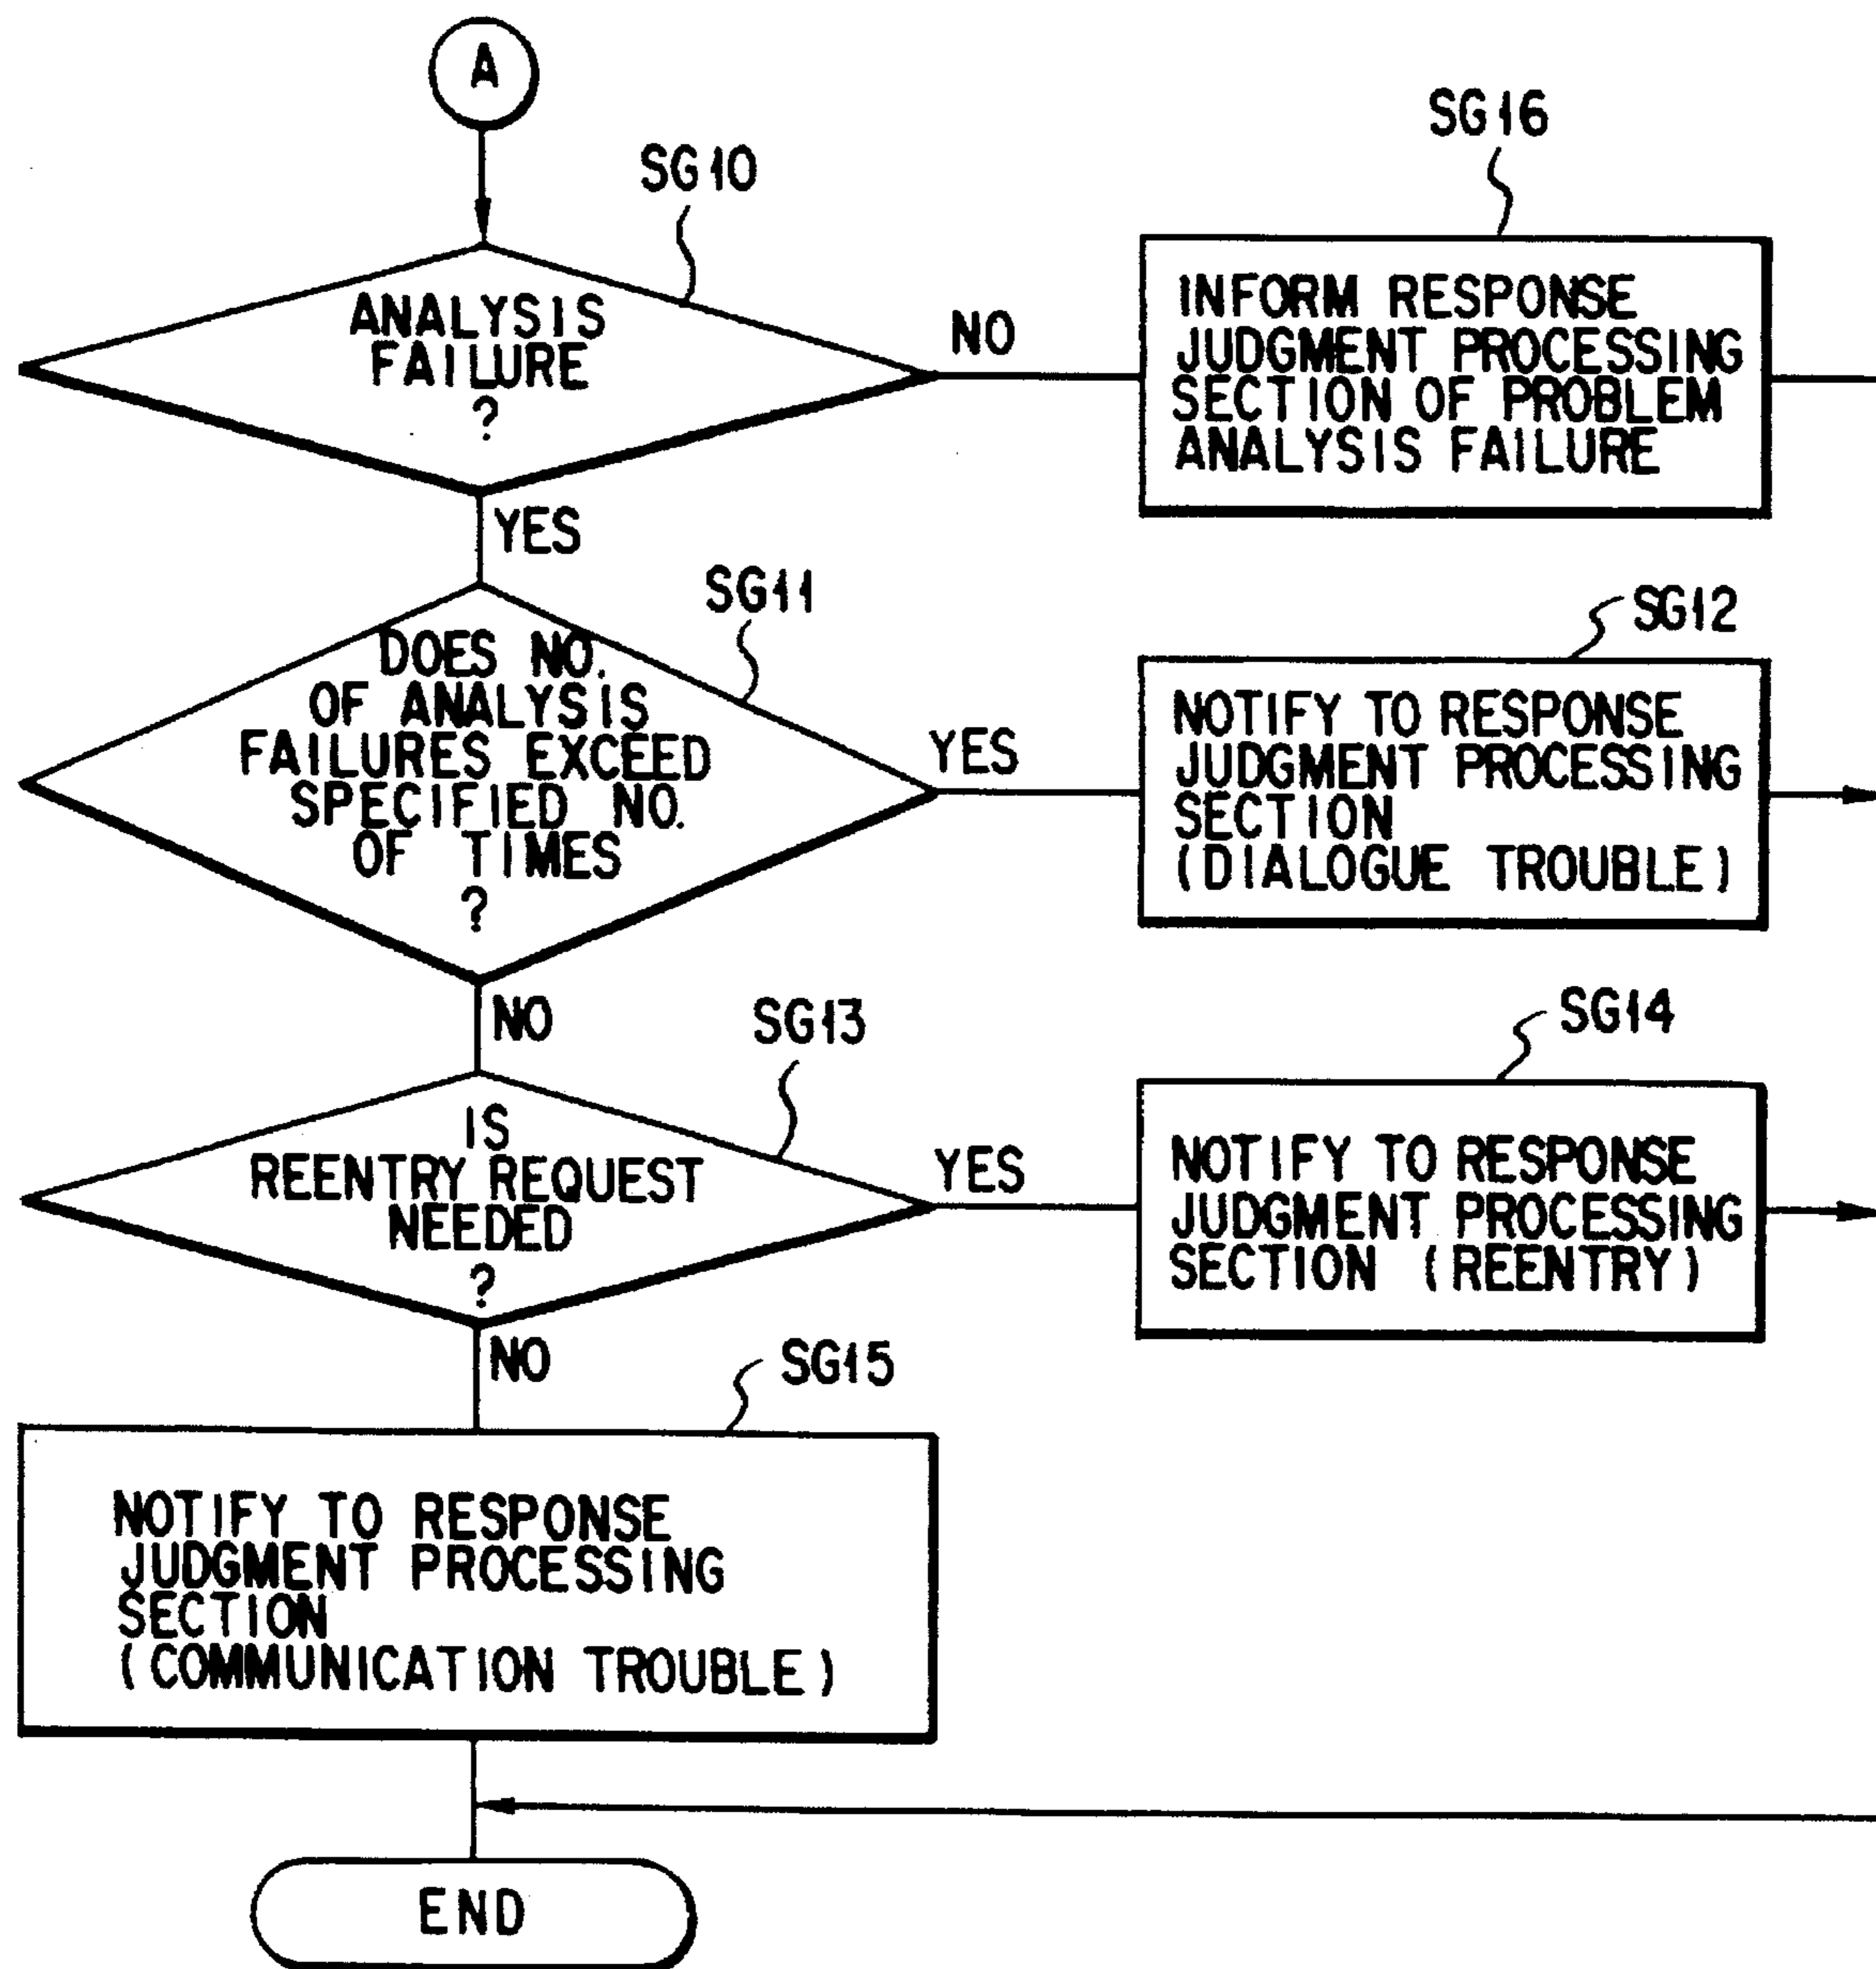 A
SG10
ANALYSIS
FAILURE
?
NO
SG16
INFORM RESPONSE
JUDGMENT PROCESSING
SECTION OF PROBLEM
ANALYSIS FAILURE
YES
SG11
DOES NO.
OF ANALYSIS
FAILURES EXCEED
SPECIFIED NO.
OF TIMES
?
YES
SG12
NOTIFY TO RESPONSE
JUDGMENT PROCESSING
SECTION
(DIALOGUE TROUBLE)
NO
SG13
IS
REENTRY REQUEST
NEEDED
?
YES
SG14
NOTIFY TO RESPONSE
JUDGMENT PROCESSING
SECTION (REENTRY)
NO
SG15
NOTIFY TO RESPONSE
JUDGMENT PROCESSING
SECTION
(COMMUNICATION TROUBLE)
END